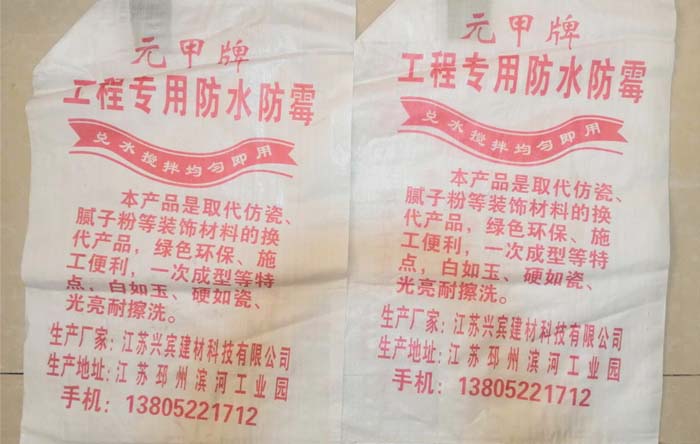 元甲牌
工程专用防水防霉
兑水搅拌均匀即用
本产品是取代仿瓷、
腻子粉等装饰材料的换
代产品，绿色环保、施
工便利，一次成型等特
点，白如玉、硬如瓷，
光亮耐擦洗。
生产厂家：江苏兴宾建材科技有限公司
生产地址：江苏邳州滨河工业园
手机：13805221712
元甲牌
工程专用防水防霉
兑水搅拌均匀即用
本产品是取代仿瓷、
腻子粉等装饰材料的换
代产品，绿色环保、施
工便利，一次成型等特
点，白如玉、硬如瓷，
光亮耐擦洗。
生产厂家：江苏兴宾建材科技有限公司
生产地址：江苏邳州滨河工业园
手机：13805221712